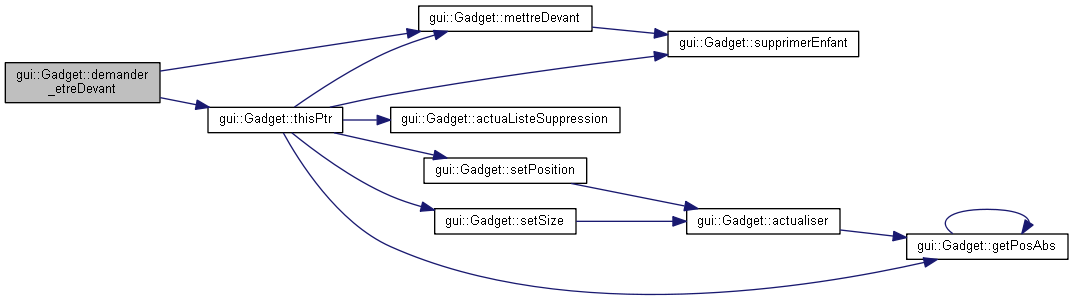 gui::Gadget::demander
_etreDevant
gui::Gadget::mettreDevant
gui::Gadget::supprimerEnfant
gui::Gadget::thisPtr
gui::Gadget::actuaListeSuppression
gui::Gadget::setPosition
gui::Gadget::setSize
gui::Gadget::actualiser
gui::Gadget::getPosAbs